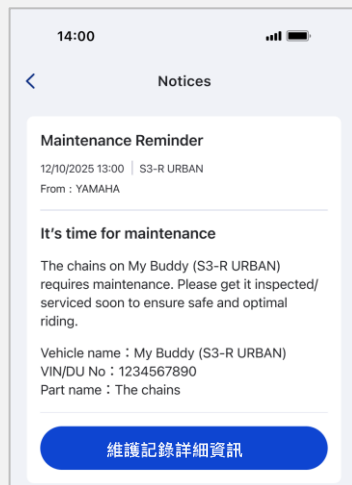 14:00
Notices
Maintenance Reminder
12/10/2025 13:00 | S3-R URBAN
From : YAMAHA
It's time for maintenance
The chains on My Buddy (S3-R URBAN)
requires maintenance. Please get it inspected/
serviced soon to ensure safe and optimal
riding.
Vehicle name：My Buddy (S3-R URBAN)
VIN/DU No：1234567890
Part name：The chains
維護記錄詳細資訊